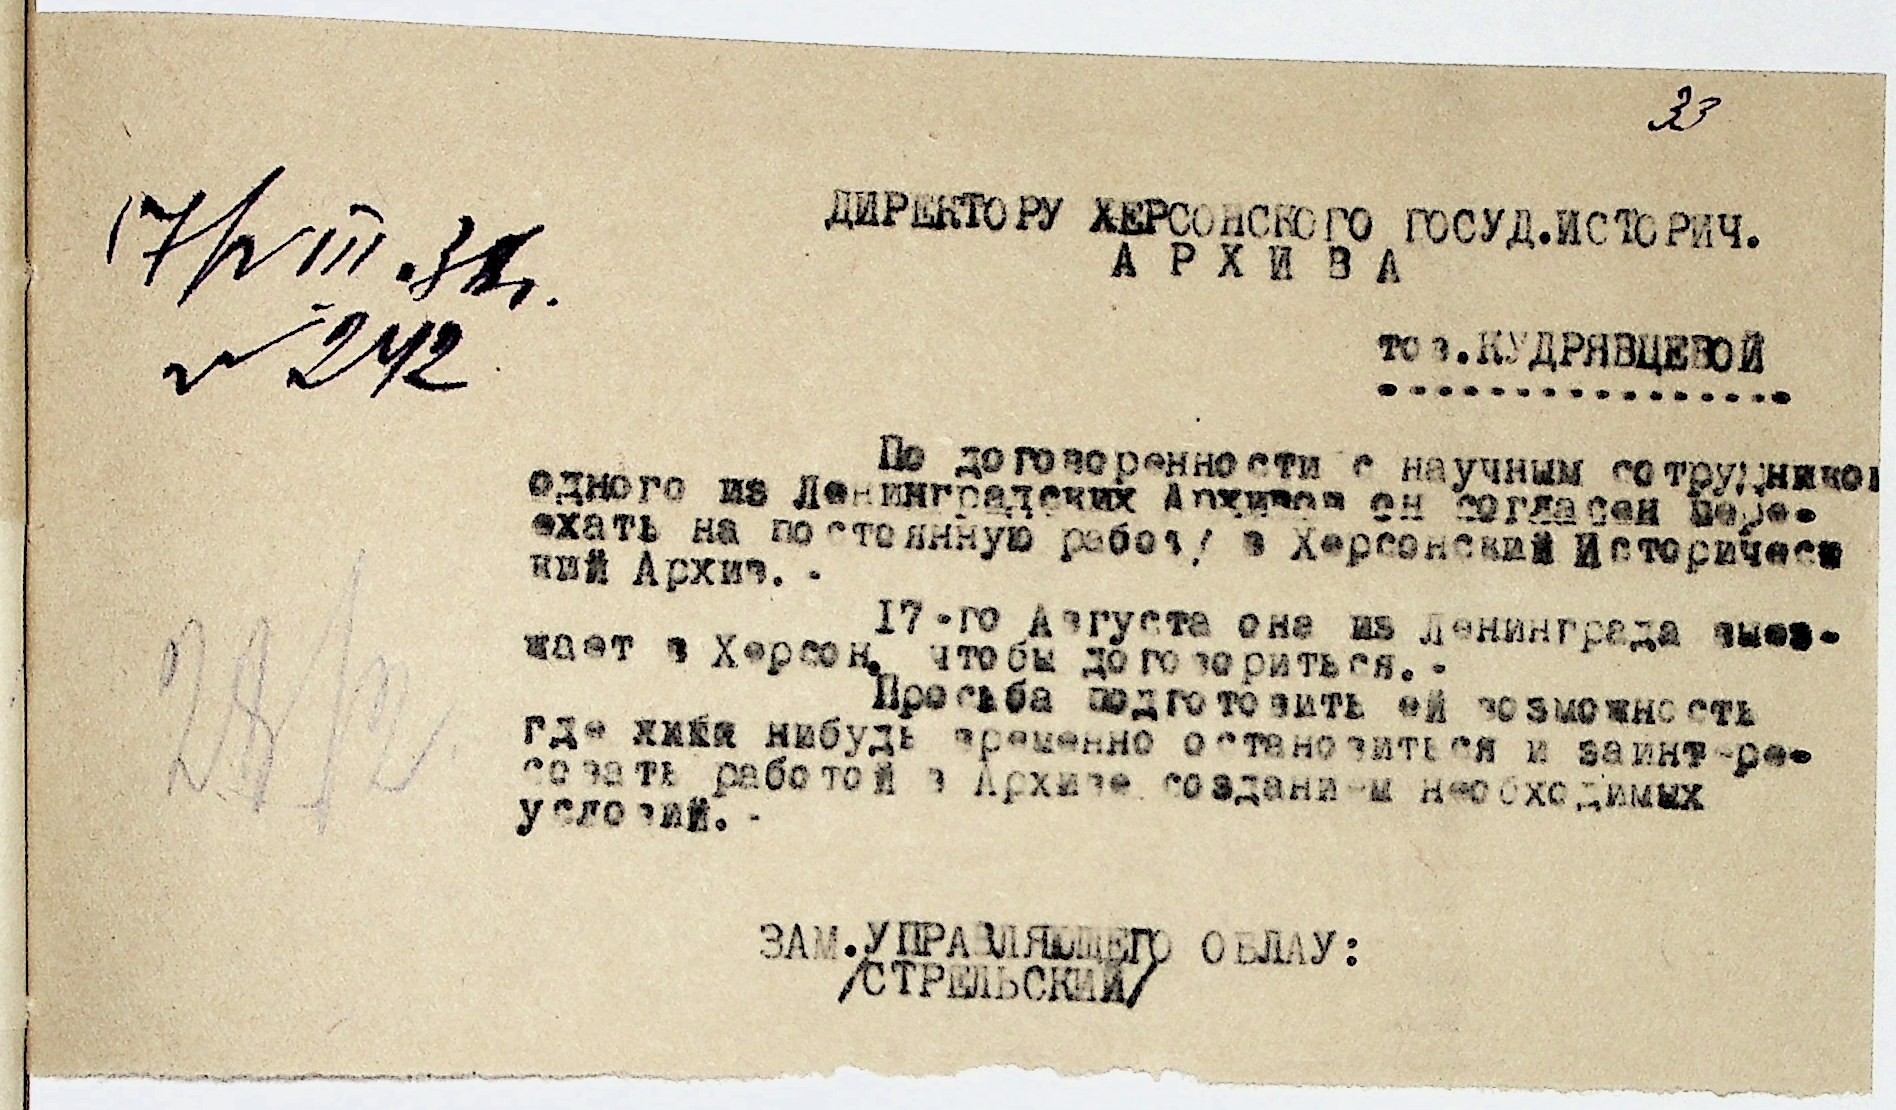 33
17/VIII.34г.
№ 242
ДИРЕКТОРУ ХЕРСОНСКОГО ГОСУД.ИСТОРИЧ.
АРХИВА
тов.КУДРЯВЦЕВОЙ
По договоренности с научным сотрудником
одного из Ленинградских Архивов он согласен пере-
ехать на постоянную работу в Херсонский Историчес
кий Архив.-
17-го Августа она из Ленинграда выез-
жает в Херсон, чтобы договориться.-
Просьба подготовить ей возможность
где нибудь временно остановиться и заинтере-
совать работой в Архиве созданием необходимых
условий.-
ЗАМ.УПРАВЛЯЮЩЕГО ОБЛАУ:
/СТРЕЛЬСКИЙ/